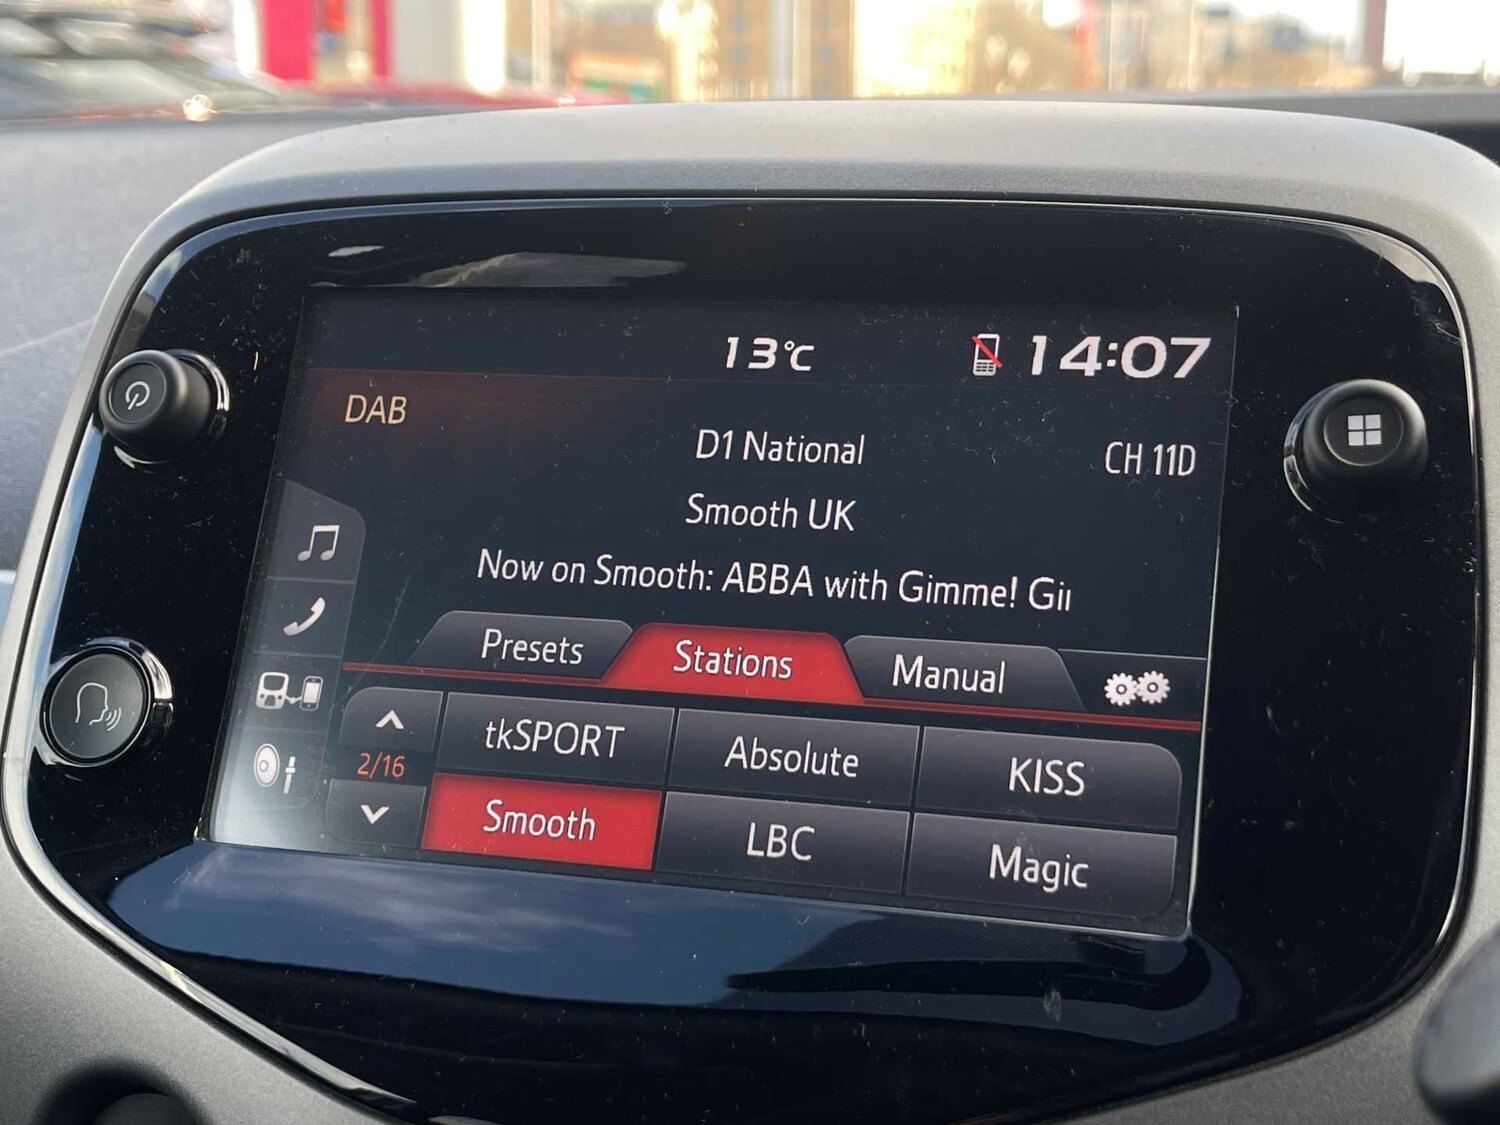 13°C 14:07
DAB
D1 National CH 11D
Smooth UK
Now on Smooth: ABBA with Gimme!
Presets Stations Manual
tkSPORT Absolute KISS
2/16
Smooth LBC Magic